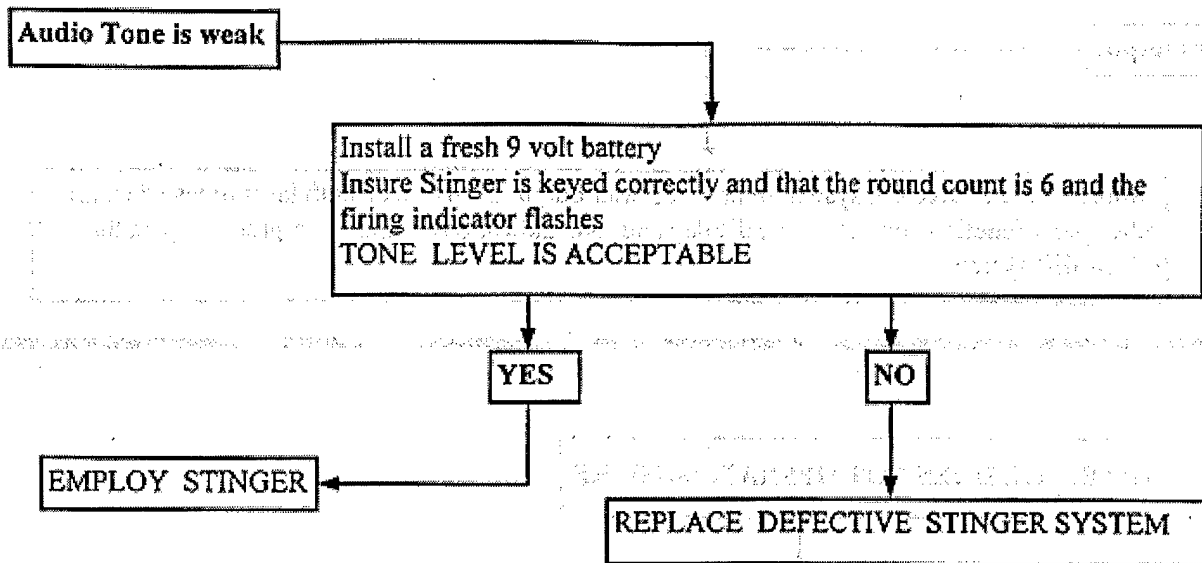 Audio Tone is weak
Install a fresh 9 volt battery
Insure Stinger is keyed correctly and that the round count is 6 and the
firing indicator flashes
TONE LEVEL IS ACCEPTABLE
YES
NO
EMPLOY STINGER
REPLACE DEFECTIVE STINGER SYSTEM